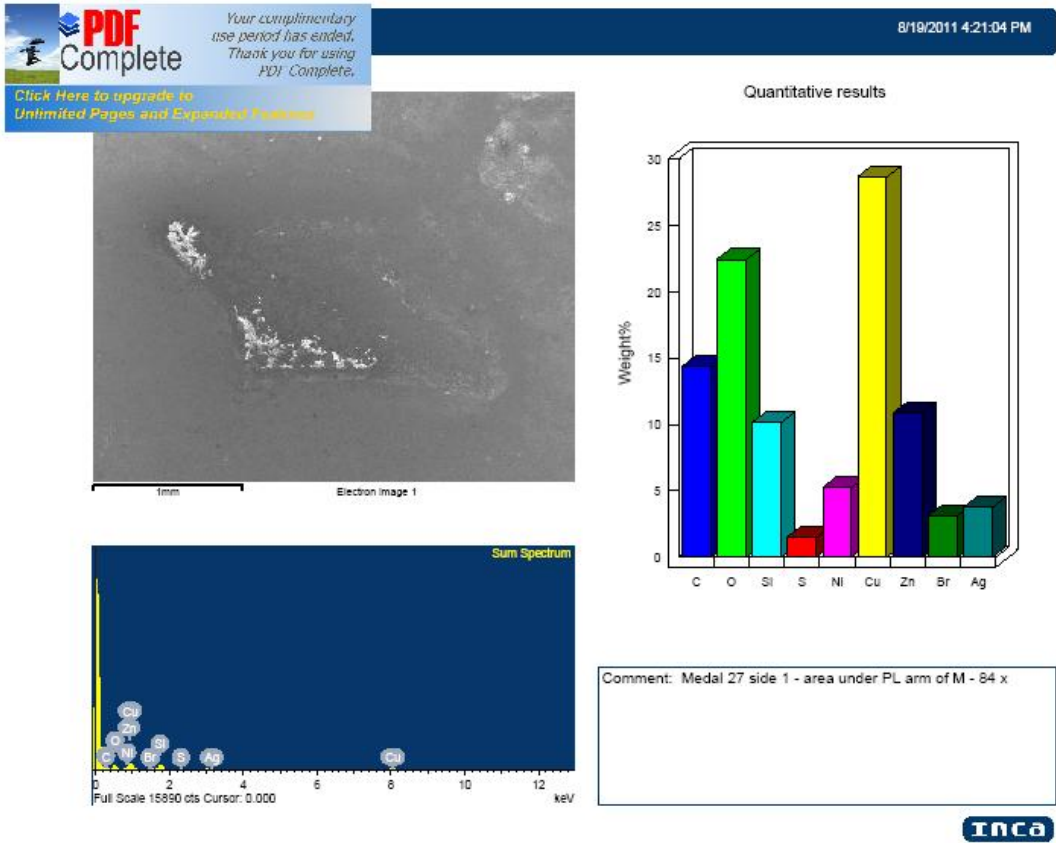 PDF
Complete
Your complimentary
use period has ended.
Thank you for using
PDF Complete.
Click Here to upgrade to
Unlimited Pages and Expanded Features
8/19/2011 4:21:04 PM
1mm
Electron Image 1
Quantitative results
Weight%
30
25
20
15
10
5
0
C O Si S Ni Cu Zn Br Ag
Sum Spectrum
Cu
Zn
O Si
C Ni Br S Ag Cu
0 2 4 6 8 10 12
Full Scale 15890 cts Cursor: 0.000 keV
Comment: Medal 27 side 1 - area under PL arm of M - 84 x
INCA